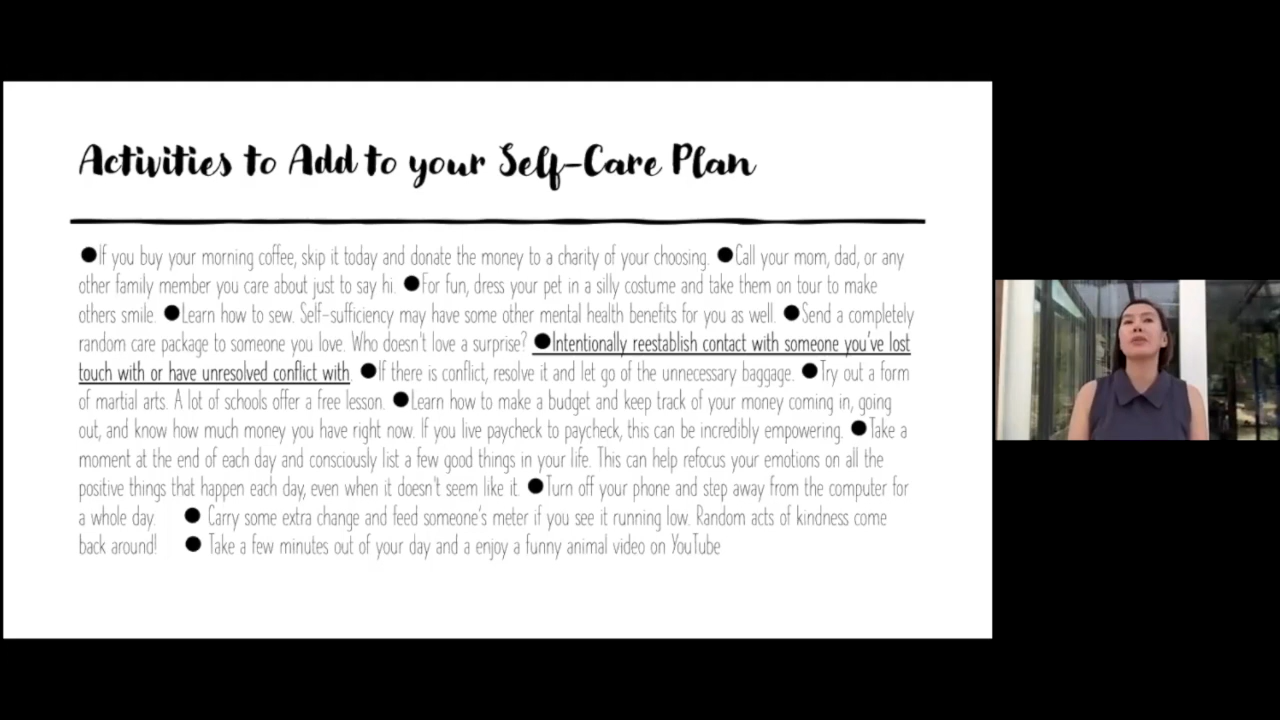 Activities to Add to your Self-Care Plan
●If you buy your morning coffee, skip it today and donate the money to a charity of your choosing. ●Call your mom, dad, or any
other family member you care about just to say hi. ●For fun, dress your pet in a silly costume and take them on tour to make
others smile. ●Learn how to sew. Self-sufficiency may have some other mental health benefits for you as well. ●Send a completely
random care package to someone you love. Who doesn't love a surprise? ●Intentionally reestablish contact with someone you've lost
touch with or have unresolved conflict with. ●If there is conflict, resolve it and let go of the unnecessary baggage. ●Try out a form
of martial arts. A lot of schools offer a free lesson. ●Learn how to make a budget and keep track of your money coming in, going
out, and know how much money you have right now. If you live paycheck to paycheck, this can be incredibly empowering. ●Take a
moment at the end of each day and consciously list a few good things in your life. This can help refocus your emotions on all the
positive things that happen each day, even when it doesn't seem like it. ●Turn off your phone and step away from the computer for
a whole day. ● Carry some extra change and feed someone's meter if you see it running low. Random acts of kindness come
back around! ● Take a few minutes out of your day and a enjoy a funny animal video on YouTube